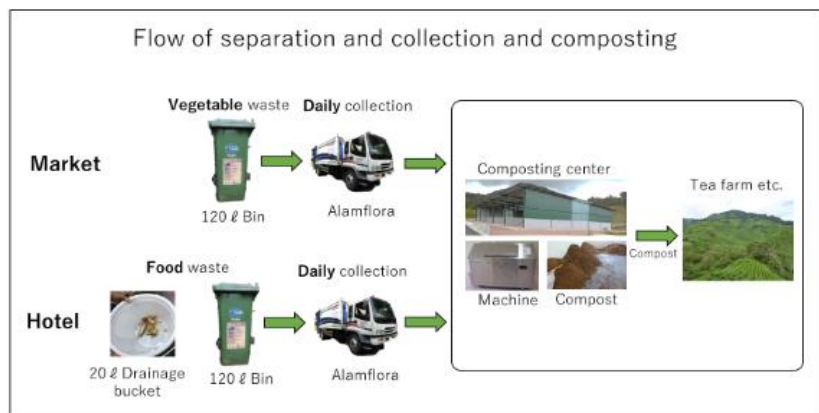 Flow of separation and collection and composting
Vegetable waste
Daily collection
Market
120 ℓ Bin
Alamflora
Food waste
Daily collection
Hotel
20 ℓ Drainage
bucket
120 ℓ Bin
Alamflora
Composting center
Machine
Compost
Compost
Tea farm etc.